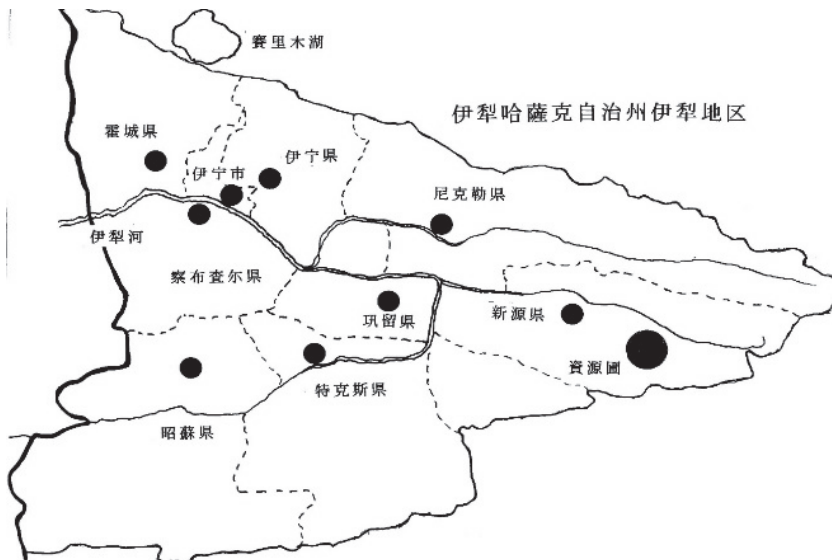 賽里木湖
伊犁哈薩克自治州伊犁地区
霍城県
伊宁市
伊宁県
尼克勒県
伊犁河
察布查尔県
巩留県
新源県
資源圃
特克斯県
昭蘇県